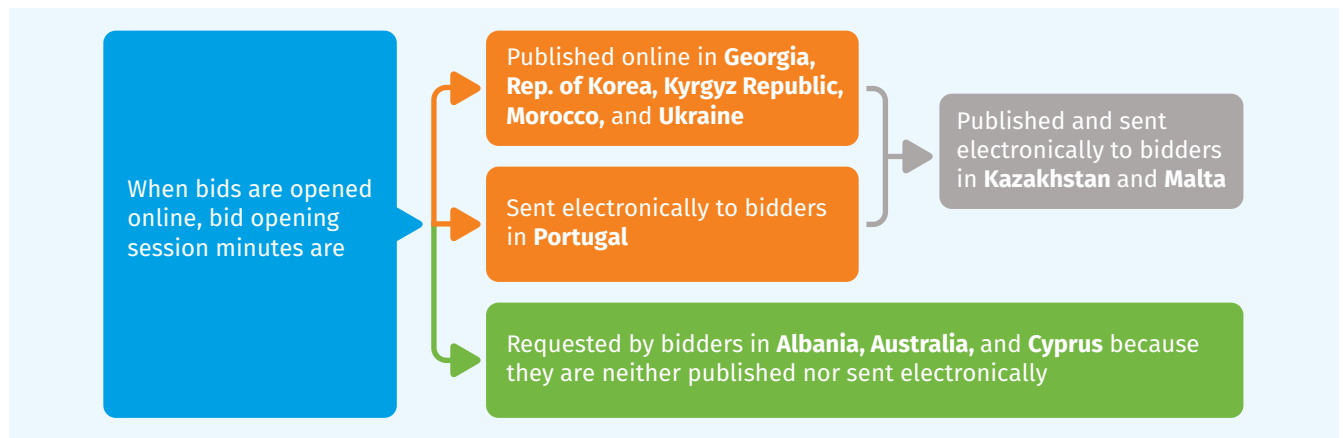 When bids are opened
online, bid opening
session minutes are
Published online in Georgia,
Rep. of Korea, Kyrgyz Republic,
Morocco, and Ukraine
Sent electronically to bidders
in Portugal
Published and sent
electronically to bidders
in Kazakhstan and Malta
Requested by bidders in Albania, Australia, and Cyprus because
they are neither published nor sent electronically